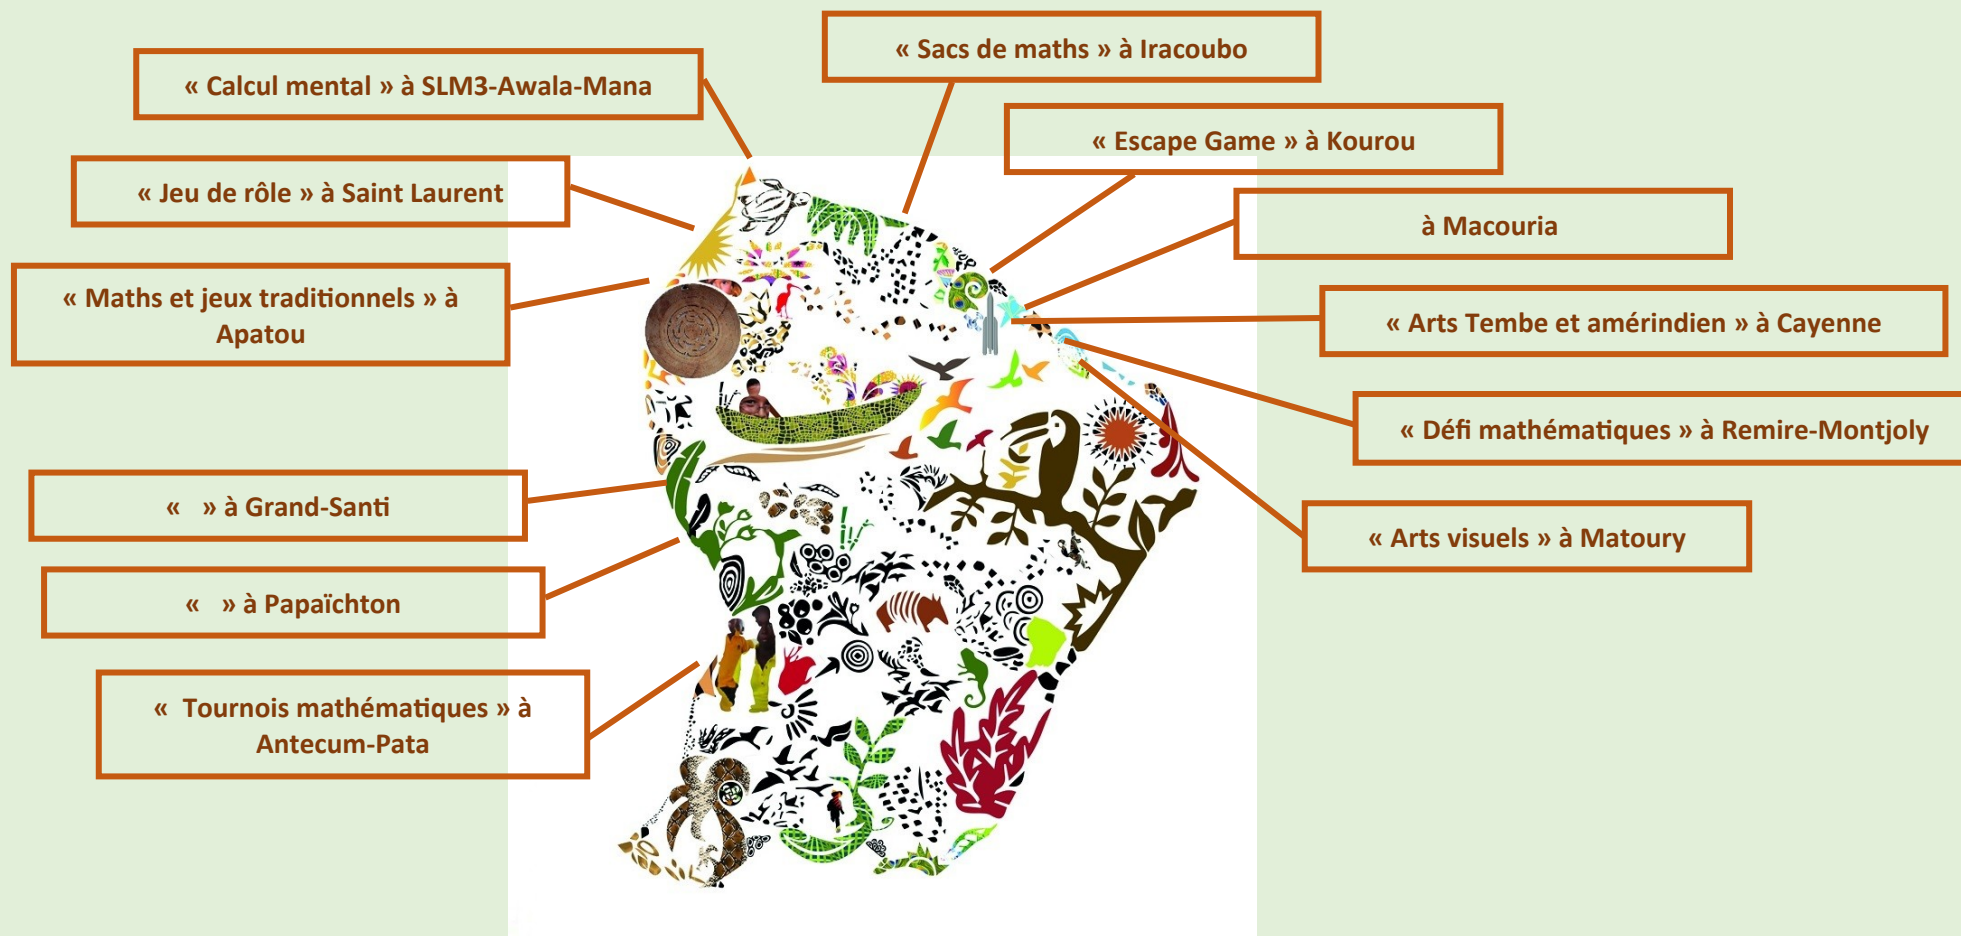 « Sacs de maths » à Iracoubo
« Calcul mental » à SLM3-Awala-Mana
« Escape Game » à Kourou
« Jeu de rôle » à Saint Laurent
à Macouria
« Maths et jeux traditionnels » à
Apatou
« Arts Tembe et amérindien » à Cayenne
« Défi mathématiques » à Remire-Montjoly
« » à Grand-Santi
« Arts visuels » à Matoury
« » à Papaïchton
« Tournois mathématiques » à
Antecum-Pata